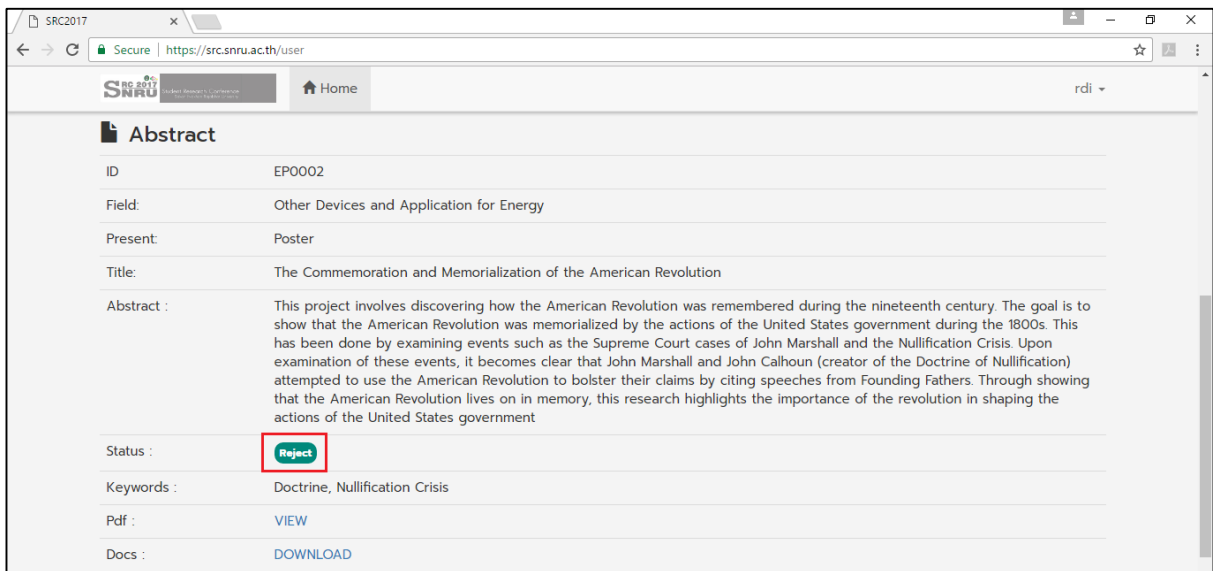 SRC2017
Secure https://src.snru.ac.th/user
SRC 2017
SNRU
Home
rdi
Abstract
ID EP0002
Field: Other Devices and Application for Energy
Present: Poster
Title: The Commemoration and Memorialization of the American Revolution
Abstract : This project involves discovering how the American Revolution was remembered during the nineteenth century. The goal is to
show that the American Revolution was memorialized by the actions of the United States government during the 1800s. This
has been done by examining events such as the Supreme Court cases of John Marshall and the Nullification Crisis. Upon
examination of these events, it becomes clear that John Marshall and John Calhoun (creator of the Doctrine of Nullification)
attempted to use the American Revolution to bolster their claims by citing speeches from Founding Fathers. Through showing
that the American Revolution lives on in memory, this research highlights the importance of the revolution in shaping the
actions of the United States government
Status : Reject
Keywords : Doctrine, Nullification Crisis
Pdf : VIEW
Docs : DOWNLOAD